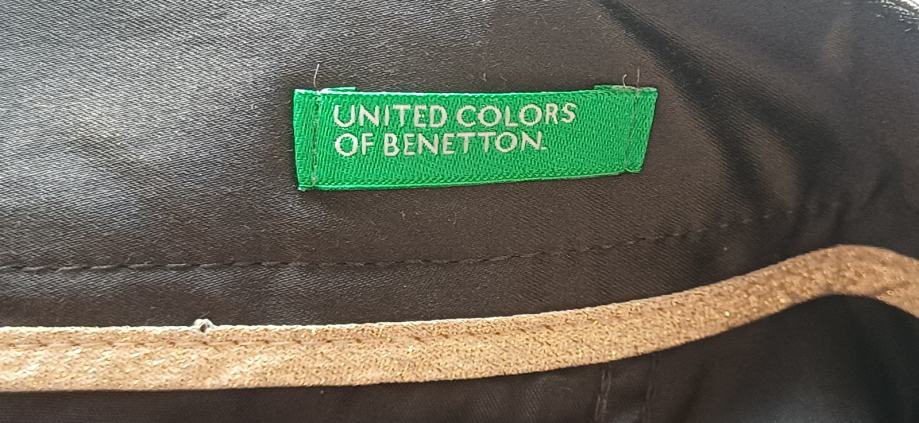 UNITED COLORS
OF BENETTON.